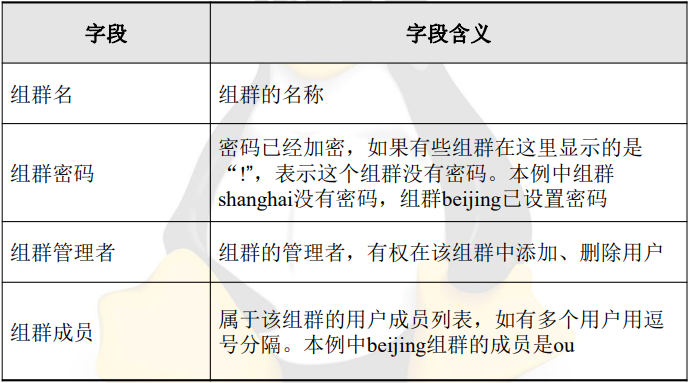 字段 字段含义
组群名 组群的名称
组群密码 密码已经加密，如果有些组群在这里显示的是
“!”，表示这个组群没有密码。本例中组群
shanghai没有密码，组群beijing已设置密码
组群管理者 组群的管理者，有权在该组群中添加、删除用户
组群成员 属于该组群的用户成员列表，如有多个用户用逗
号分隔。本例中beijing组群的成员是ou